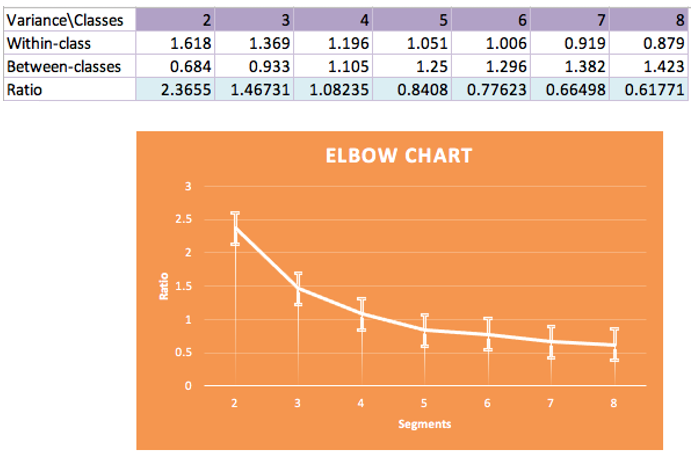 Variance\Classes 2 3 4 5 6 7 8
Within-class 1.618 1.369 1.196 1.051 1.006 0.919 0.879
Between-classes 0.684 0.933 1.105 1.25 1.296 1.382 1.423
Ratio 2.3655 1.46731 1.08235 0.8408 0.77623 0.66498 0.61771
ELBOW CHART
3
2.5
2
1.5
1
0.5
0
Ratio
2 3 4 5 6 7 8
Segments